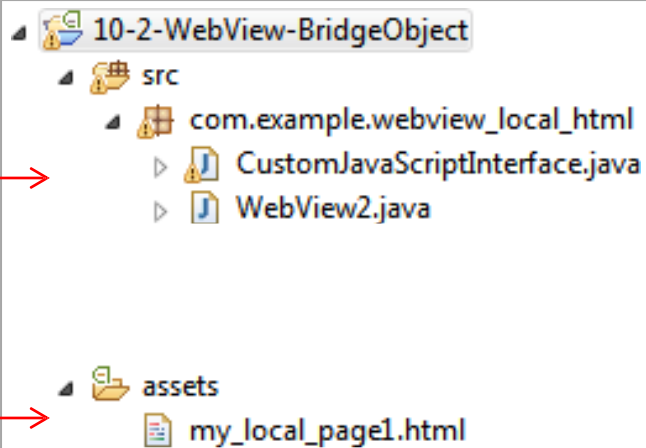 10-2-WebView-BridgeObject
src
com.example.webview_local_html
CustomJavaScriptInterface.java
WebView2.java
assets
my_local_page1.html